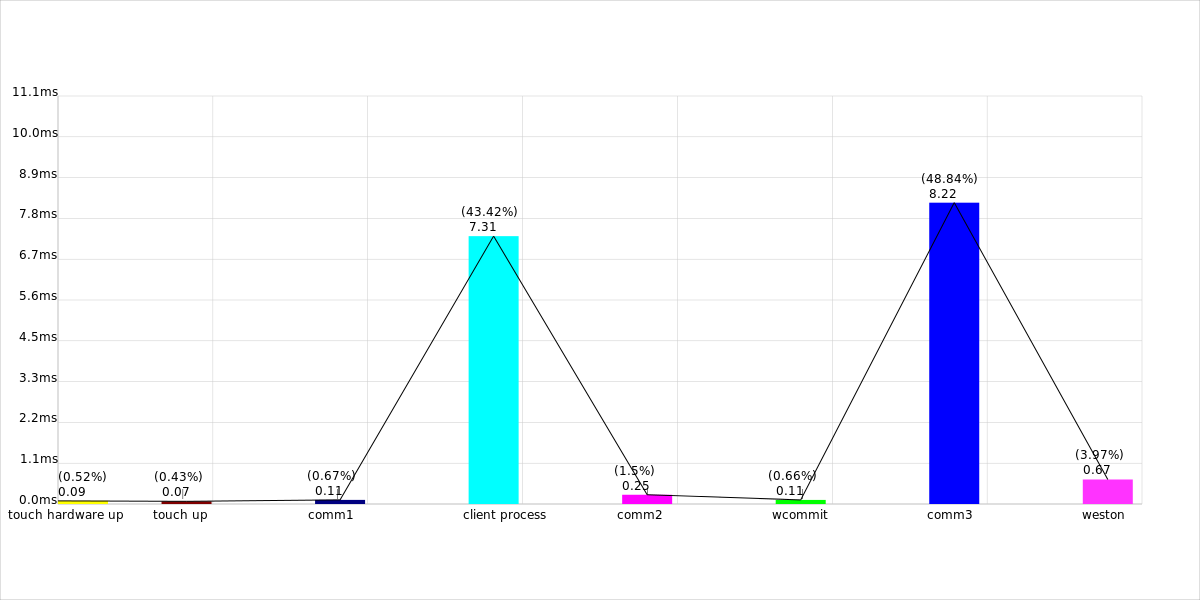 11.1ms
10.0ms
8.9ms
7.8ms
6.7ms
5.6ms
4.5ms
3.3ms
2.2ms
1.1ms
0.0ms
(0.52%)
0.09
(0.43%)
0.07
(0.67%)
0.11
(43.42%)
7.31
(1.5%)
0.25
(0.66%)
0.11
(48.84%)
8.22
(3.97%)
0.67
touch hardware up
touch up
comm1
client process
comm2
wcommit
comm3
weston